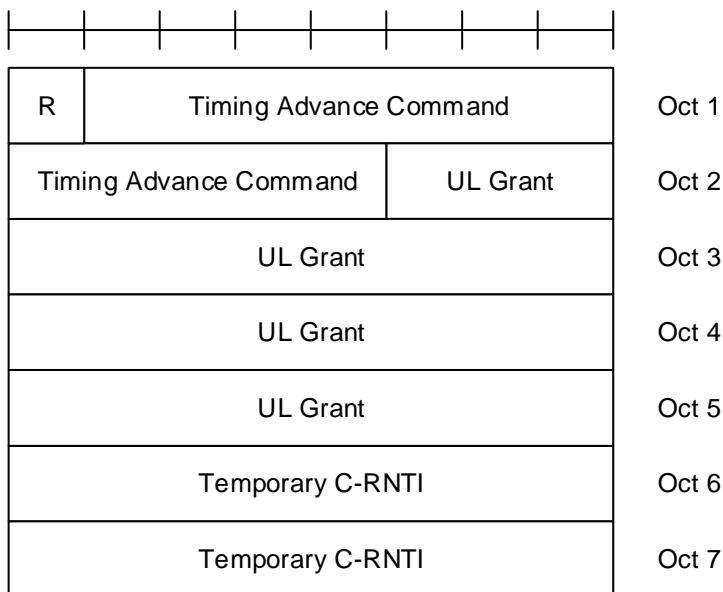 R Timing Advance Command Oct 1
Timing Advance Command UL Grant Oct 2
UL Grant Oct 3
UL Grant Oct 4
UL Grant Oct 5
Temporary C-RNTI Oct 6
Temporary C-RNTI Oct 7